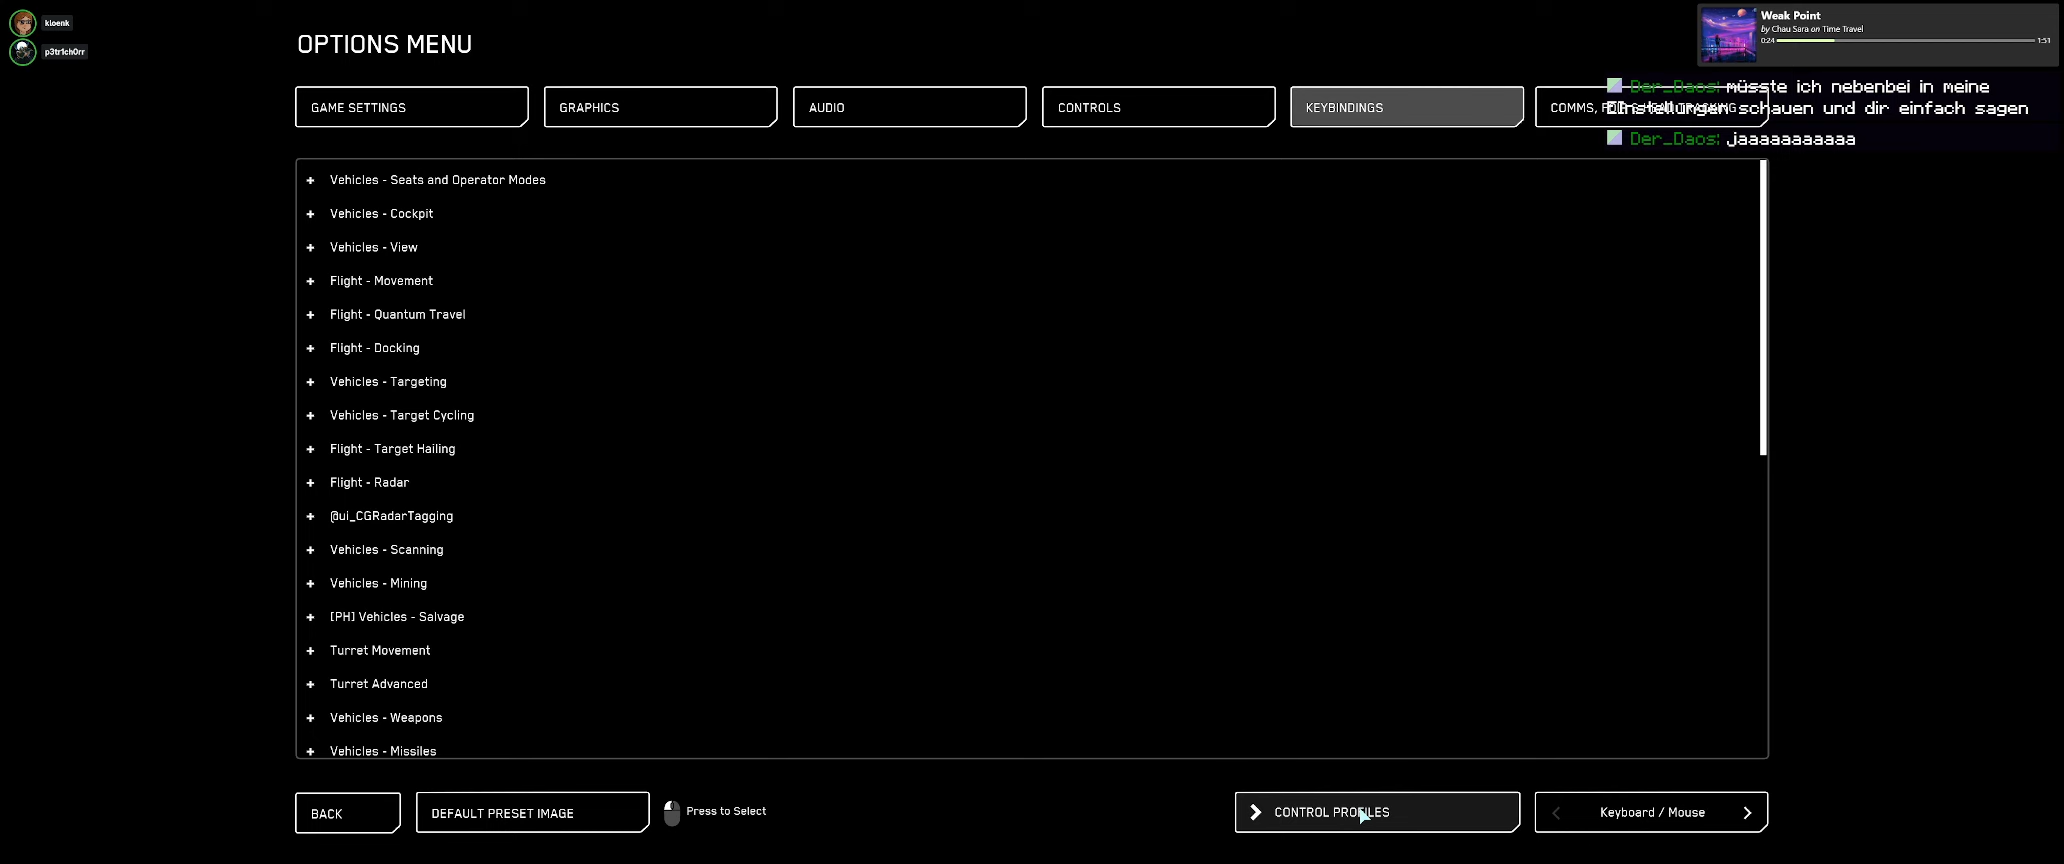 kloenk
p3tr1ch0rr
OPTIONS MENU
Weak Point
by Chau Sara on Time Travel
0:24
1:51
Der_Daos: müsste ich nebenbei in meine
Einstellungen schauen und dir einfach sagen
Der_Daos: jaaaaaaaaaaa
GAME SETTINGS
GRAPHICS
AUDIO
CONTROLS
KEYBINDINGS
COMMS,
+ Vehicles - Seats and Operator Modes
+ Vehicles - Cockpit
+ Vehicles - View
+ Flight - Movement
+ Flight - Quantum Travel
+ Flight - Docking
+ Vehicles - Targeting
+ Vehicles - Target Cycling
+ Flight - Target Hailing
+ Flight - Radar
+ @ui_CGRadarTagging
+ Vehicles - Scanning
+ Vehicles - Mining
+ [PH] Vehicles - Salvage
+ Turret Movement
+ Turret Advanced
+ Vehicles - Weapons
+ Vehicles - Missiles
BACK
DEFAULT PRESET IMAGE
Press to Select
CONTROL PROFILES
Keyboard / Mouse